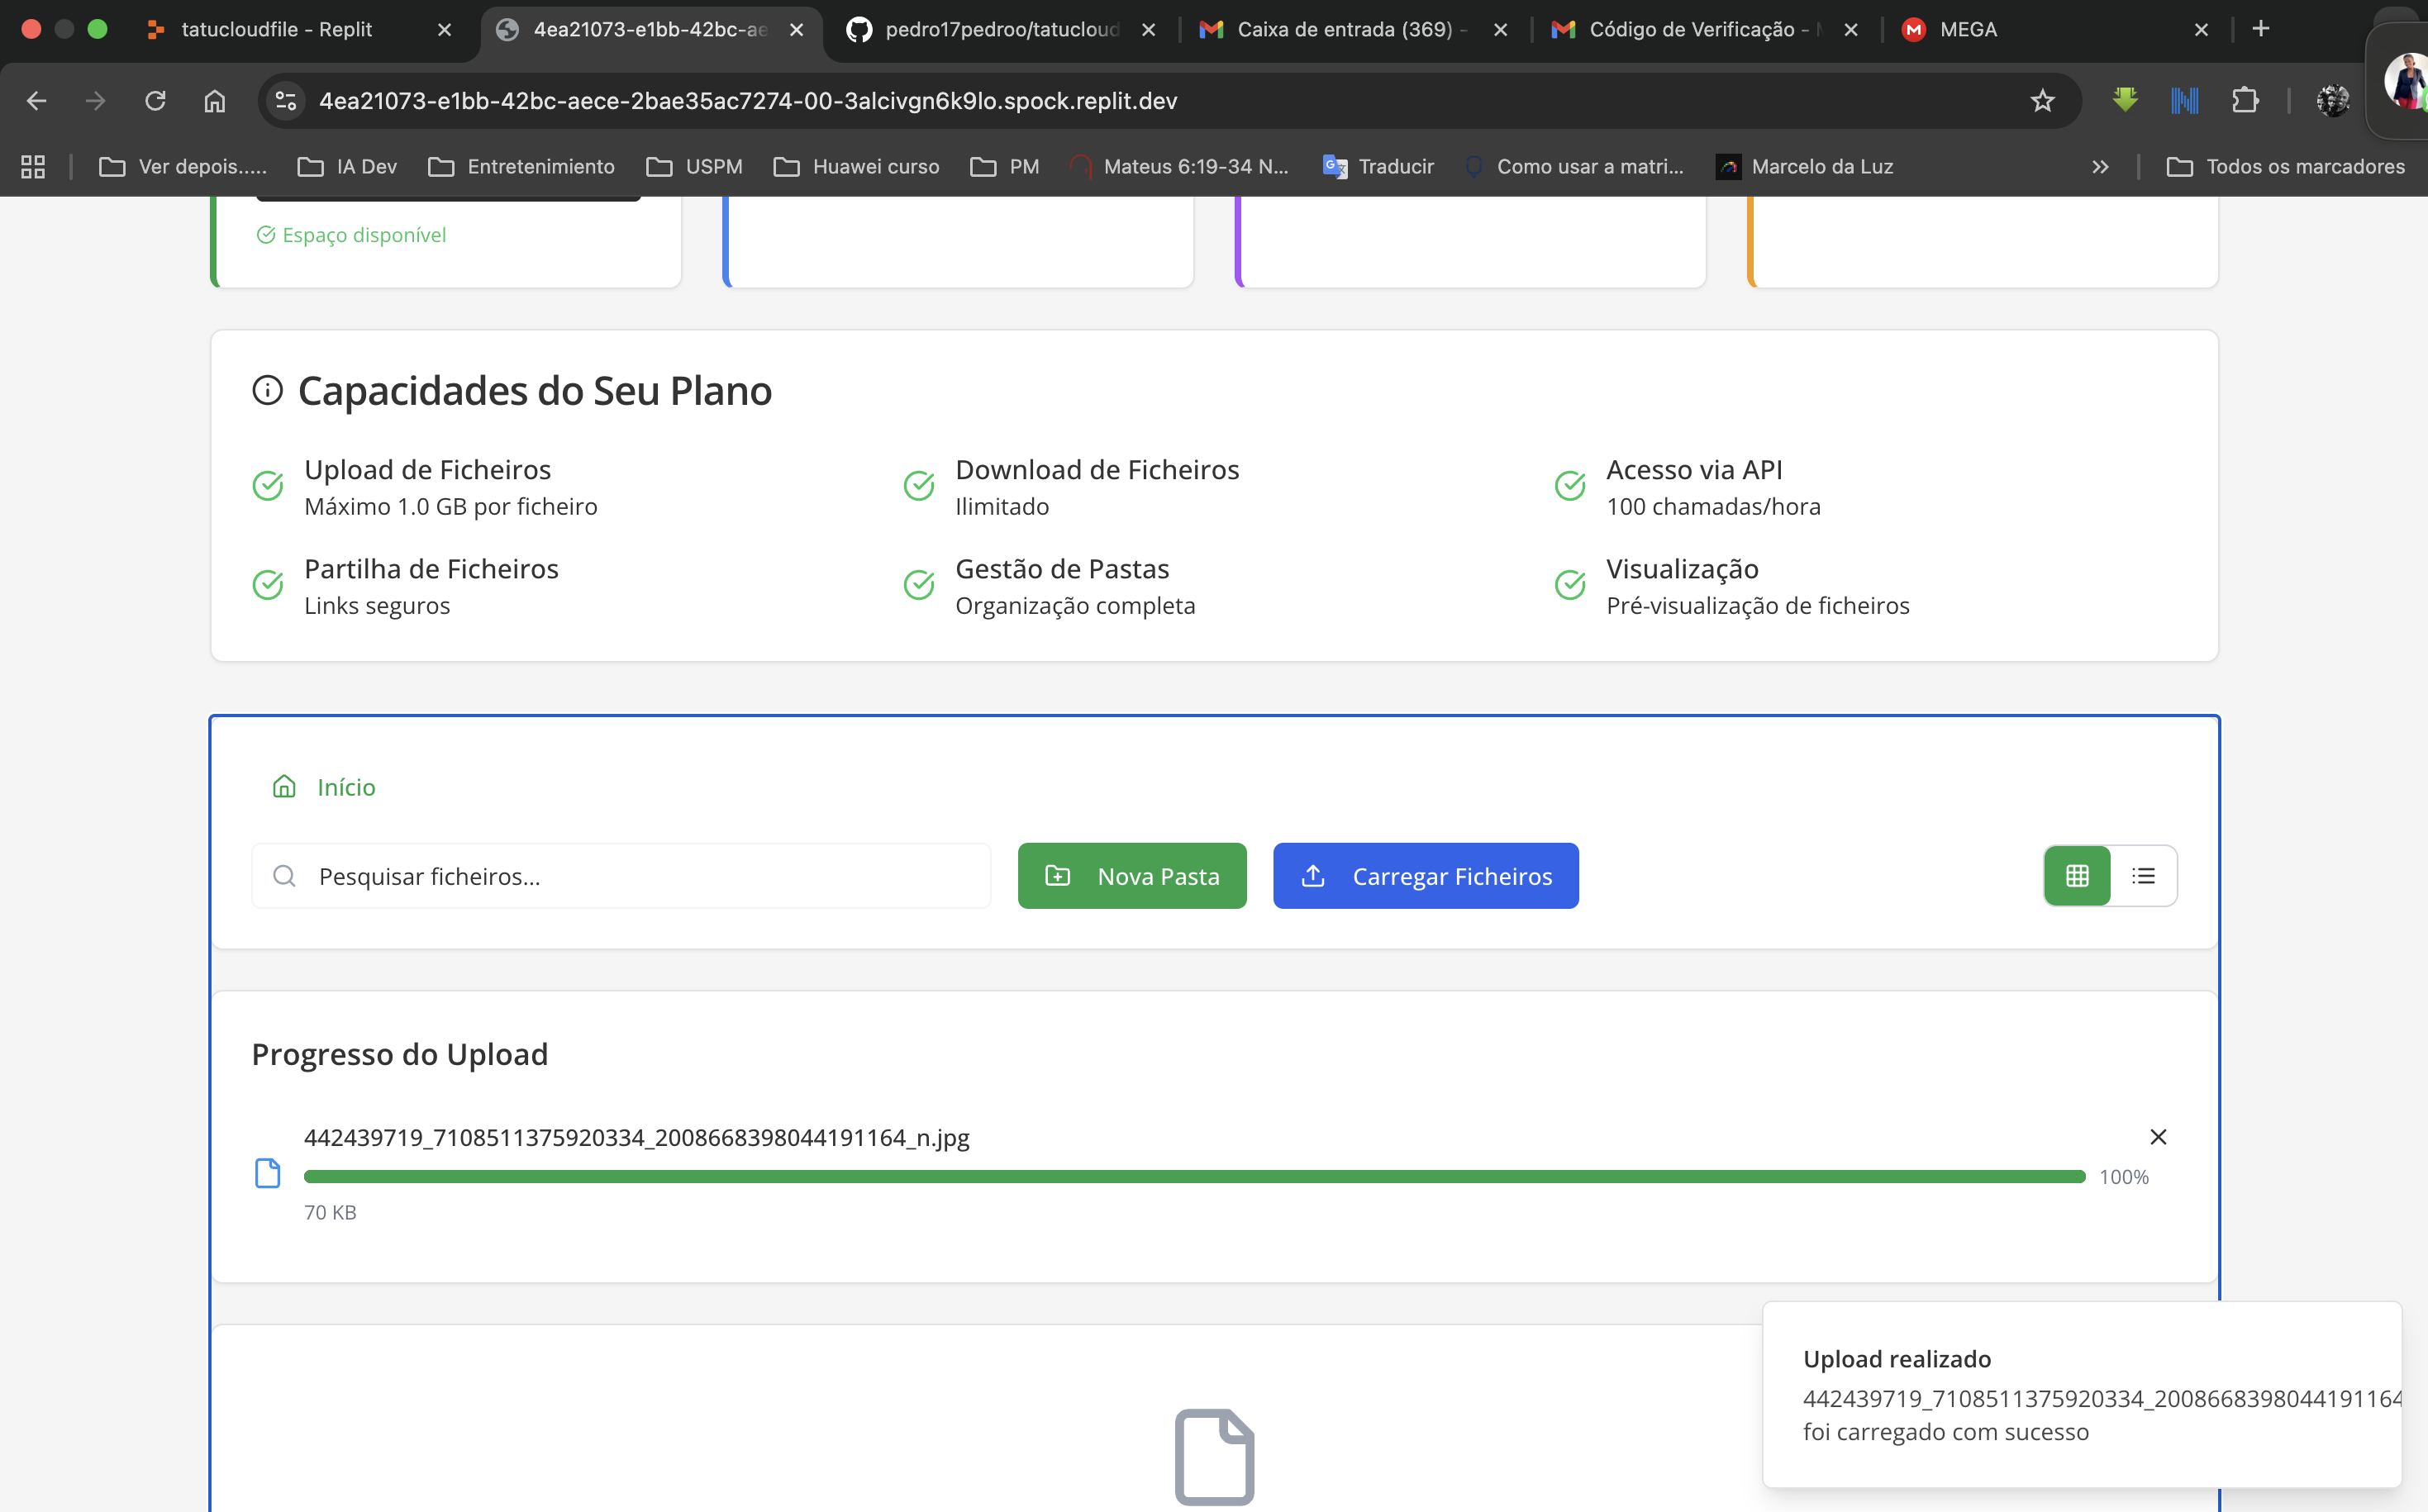 tatucloudfile - Replit
4ea21073-e1bb-42bc-ae
pedro17pedroo/tatucloud
Caixa de entrada (369) -
Código de Verificação -
MEGA
4ea21073-e1bb-42bc-aece-2bae35ac7274-00-3alcivgn6k9lo.spock.replit.dev
Ver depois.....
IA Dev
Entretenimiento
USPM
Huawei curso
PM
Mateus 6:19-34 N...
Traducir
Como usar a matri...
Marcelo da Luz
Todos os marcadores
Espaço disponível
Capacidades do Seu Plano
Upload de Ficheiros
Máximo 1.0 GB por ficheiro
Download de Ficheiros
Ilimitado
Acesso via API
100 chamadas/hora
Partilha de Ficheiros
Links seguros
Gestão de Pastas
Organização completa
Visualização
Pré-visualização de ficheiros
Início
Pesquisar ficheiros...
Nova Pasta
Carregar Ficheiros
Progresso do Upload
442439719_7108511375920334_2008668398044191164_n.jpg
100%
70 KB
Upload realizado
442439719_7108511375920334_2008668398044191164
foi carregado com sucesso